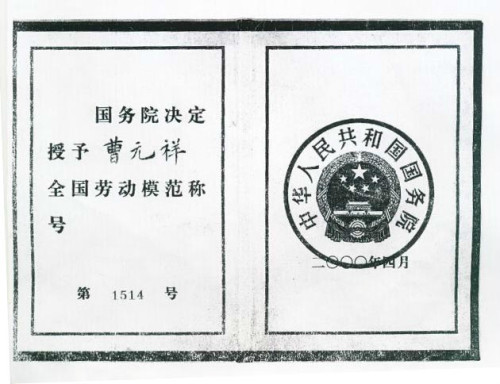 国务院决定
授予 曹元祥
全国劳动模范称
号
第 1514 号
中华人民共和国国务院
二〇〇〇年四月